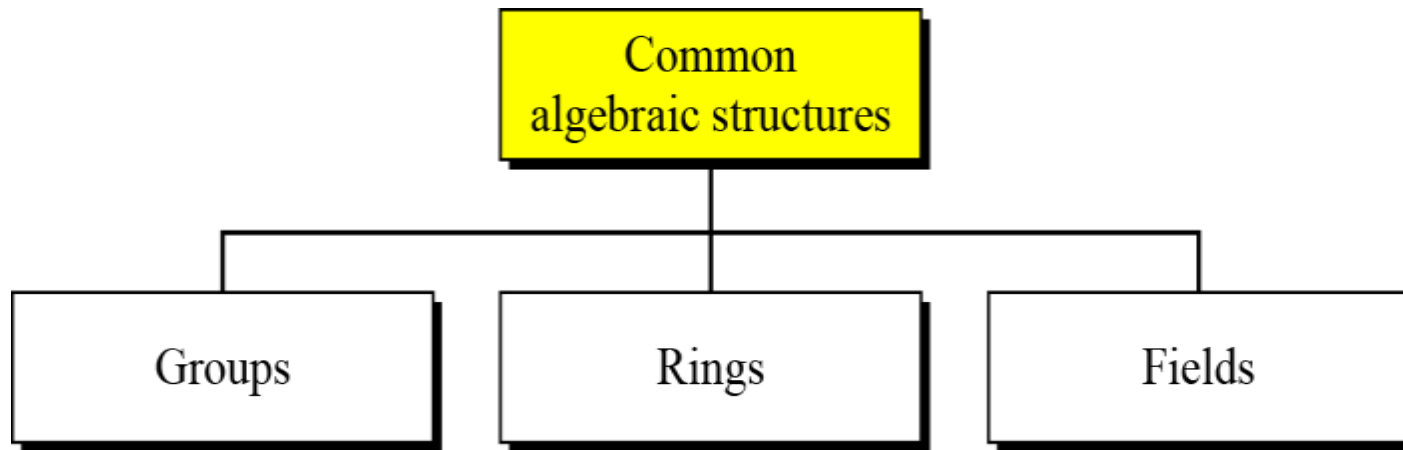 Common
algebraic structures
Groups
Rings
Fields